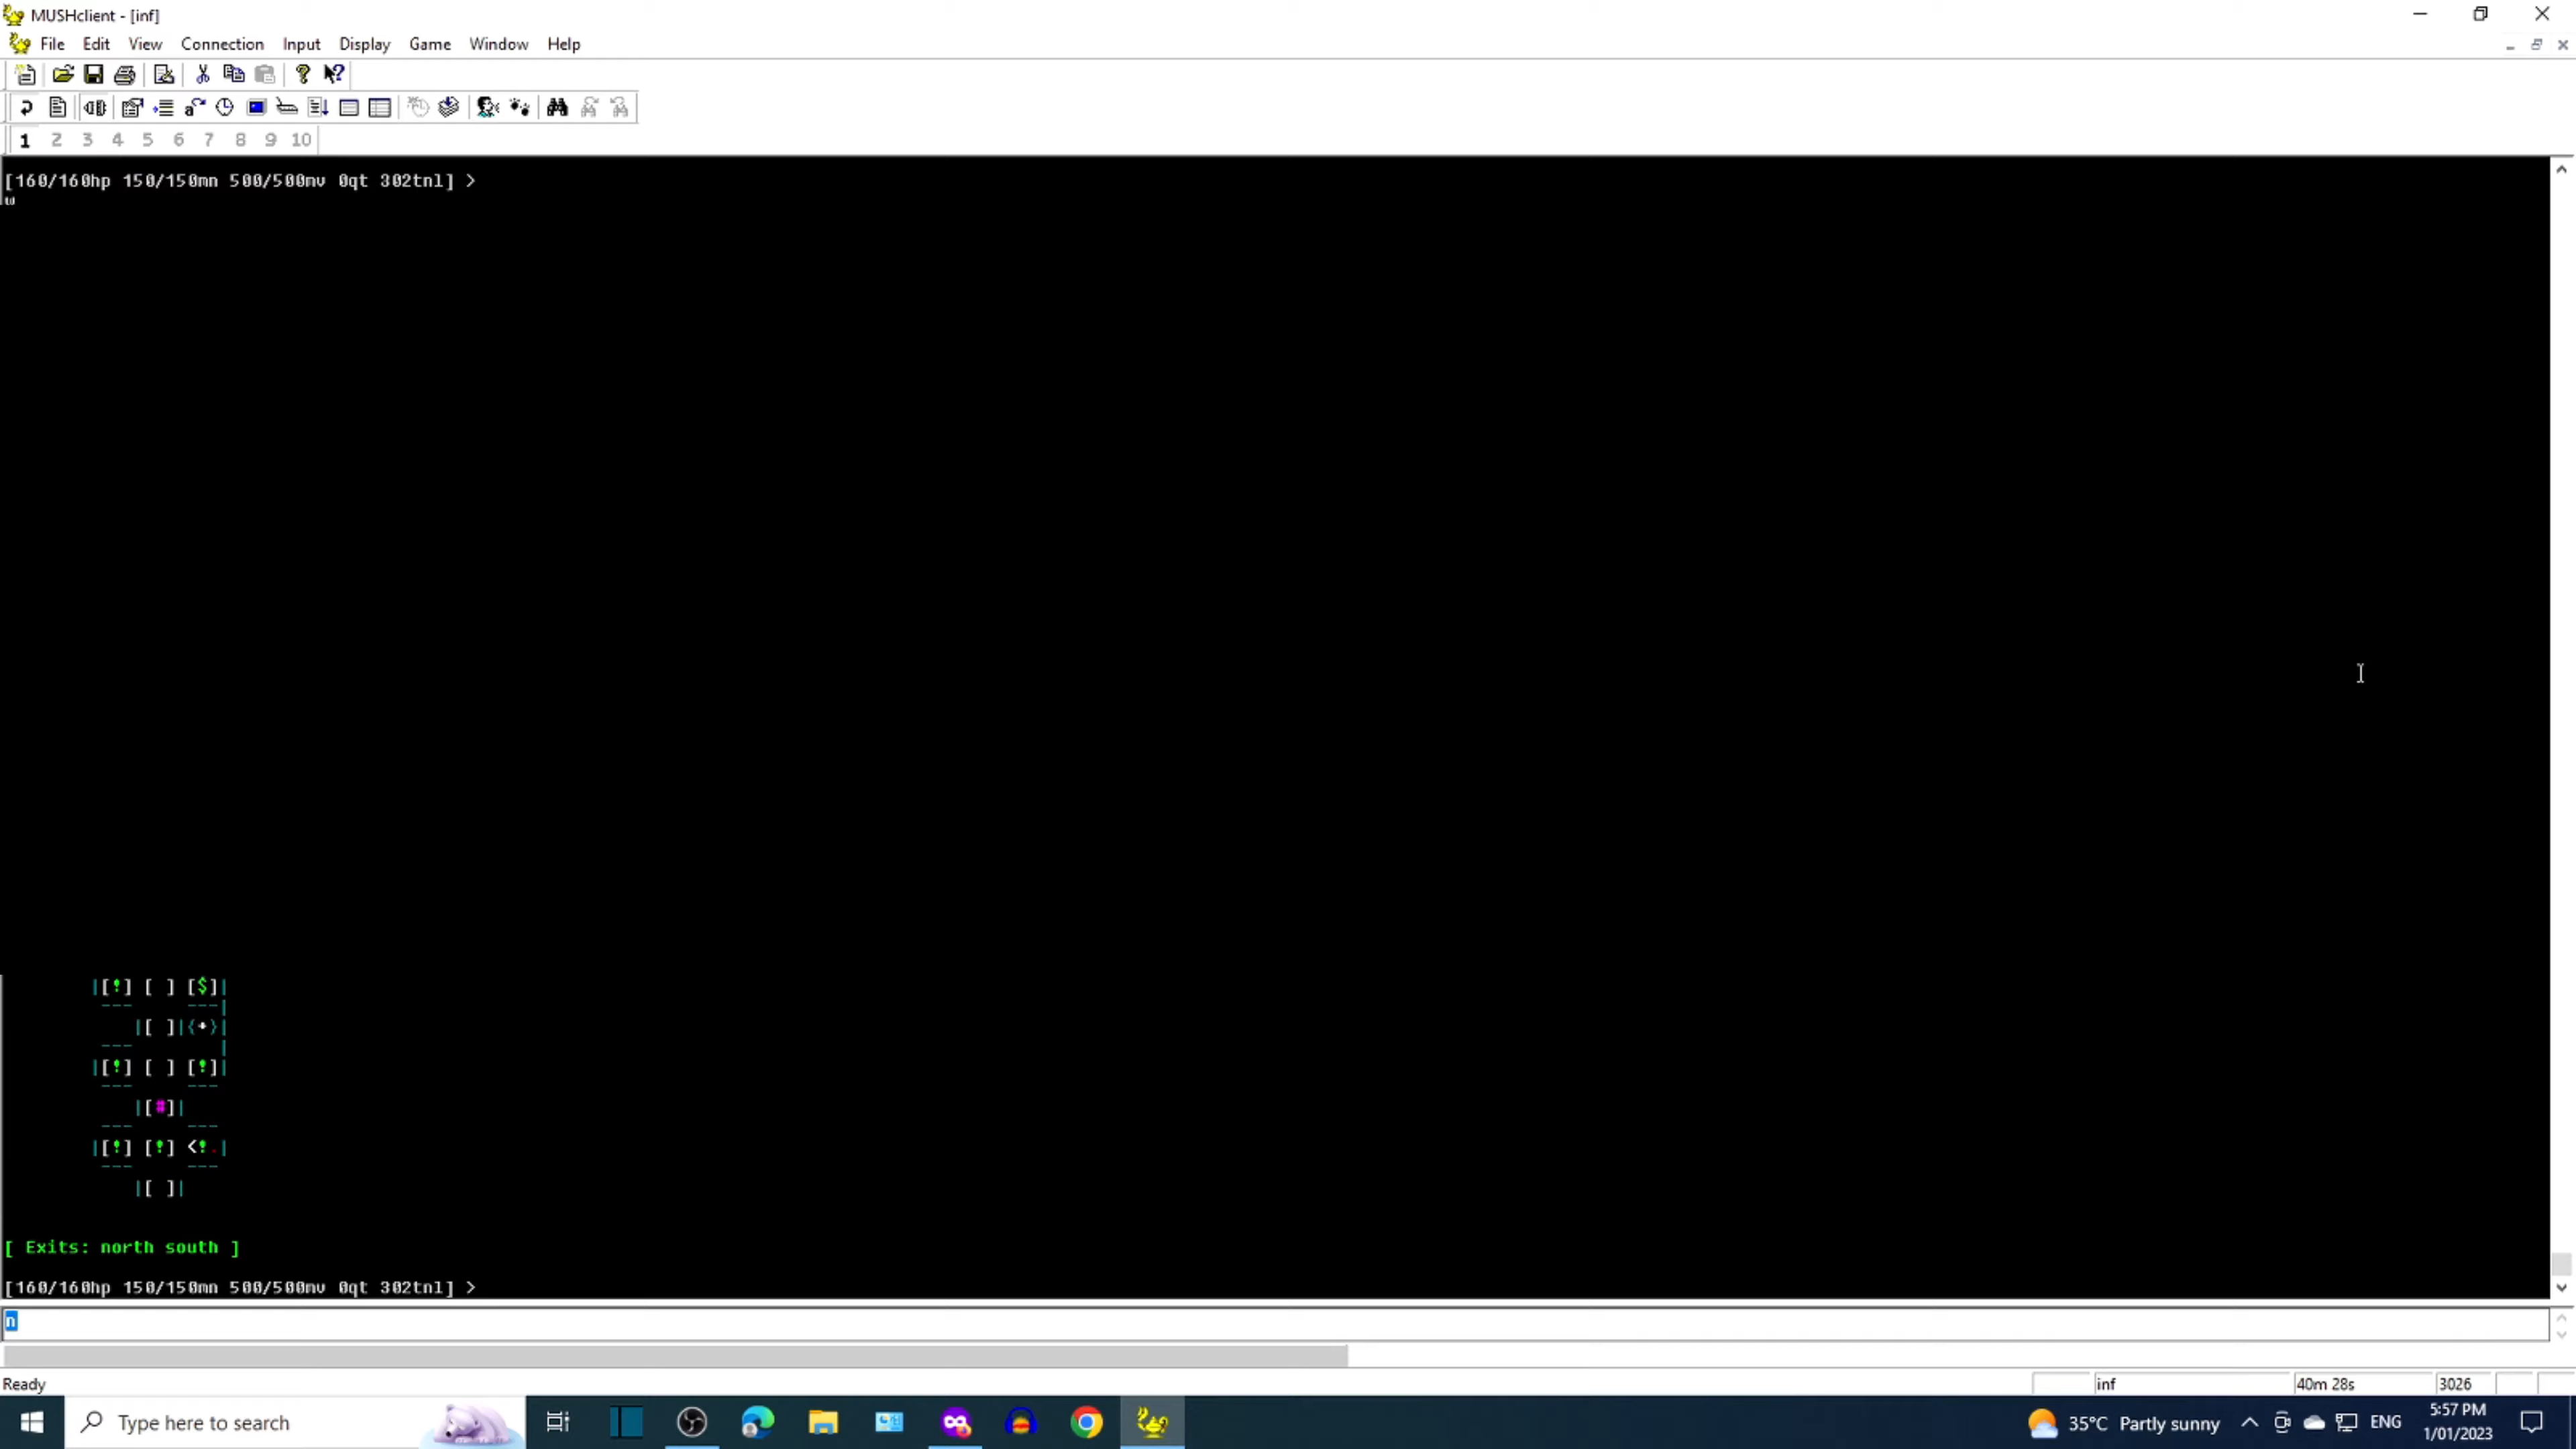 MUSHclient - [inf]
File Edit View Connection Input Display Game Window Help
1 2 3 4 5 6 7 8 9 10
[160/160hp 150/150mn 500/500mv 0qt 302tnl] >
w
|[!] [ ] [$]|
--- ---|
|[ ]|{*}|
--- |
|[!] [ ] [!]|
--- ---
|[#]|
--- ---
|[!] [!] <!.|
--- ---
|[ ]|
[ Exits: north south ]
[160/160hp 150/150mn 500/500mv 0qt 302tnl] >
n
Ready inf 40m 28s 3026
Type here to search 35°C Partly sunny ENG 5:57 PM
1/01/2023